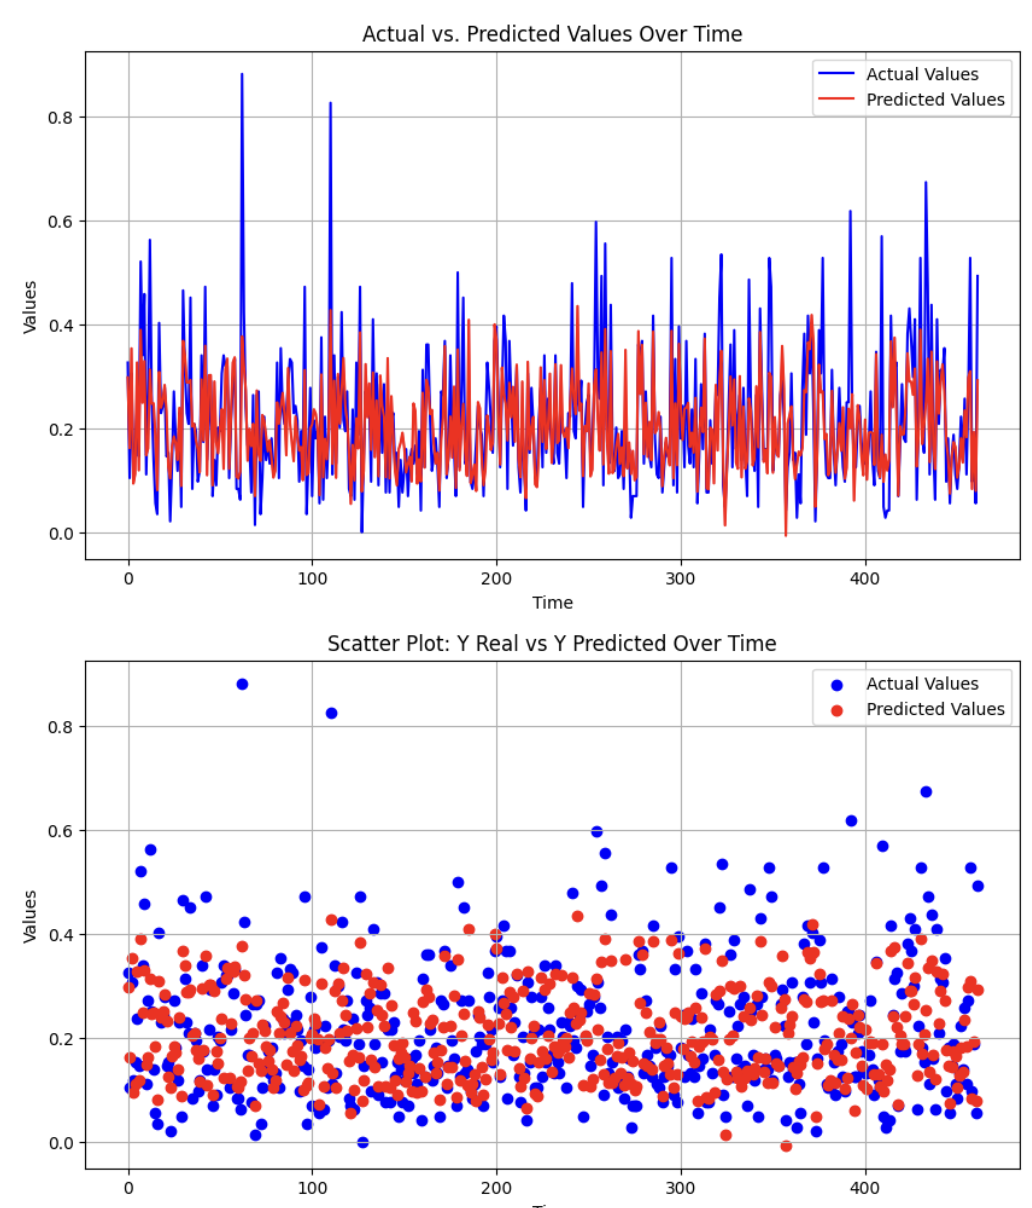 Actual vs. Predicted Values Over Time
Actual Values
Predicted Values
0.8
0.6
0.4
0.2
0.0
Values
0 100 200 300 400
Time
Scatter Plot: Y Real vs Y Predicted Over Time
Actual Values
Predicted Values
0.8
0.6
0.4
0.2
0.0
Values
0 100 200 300 400